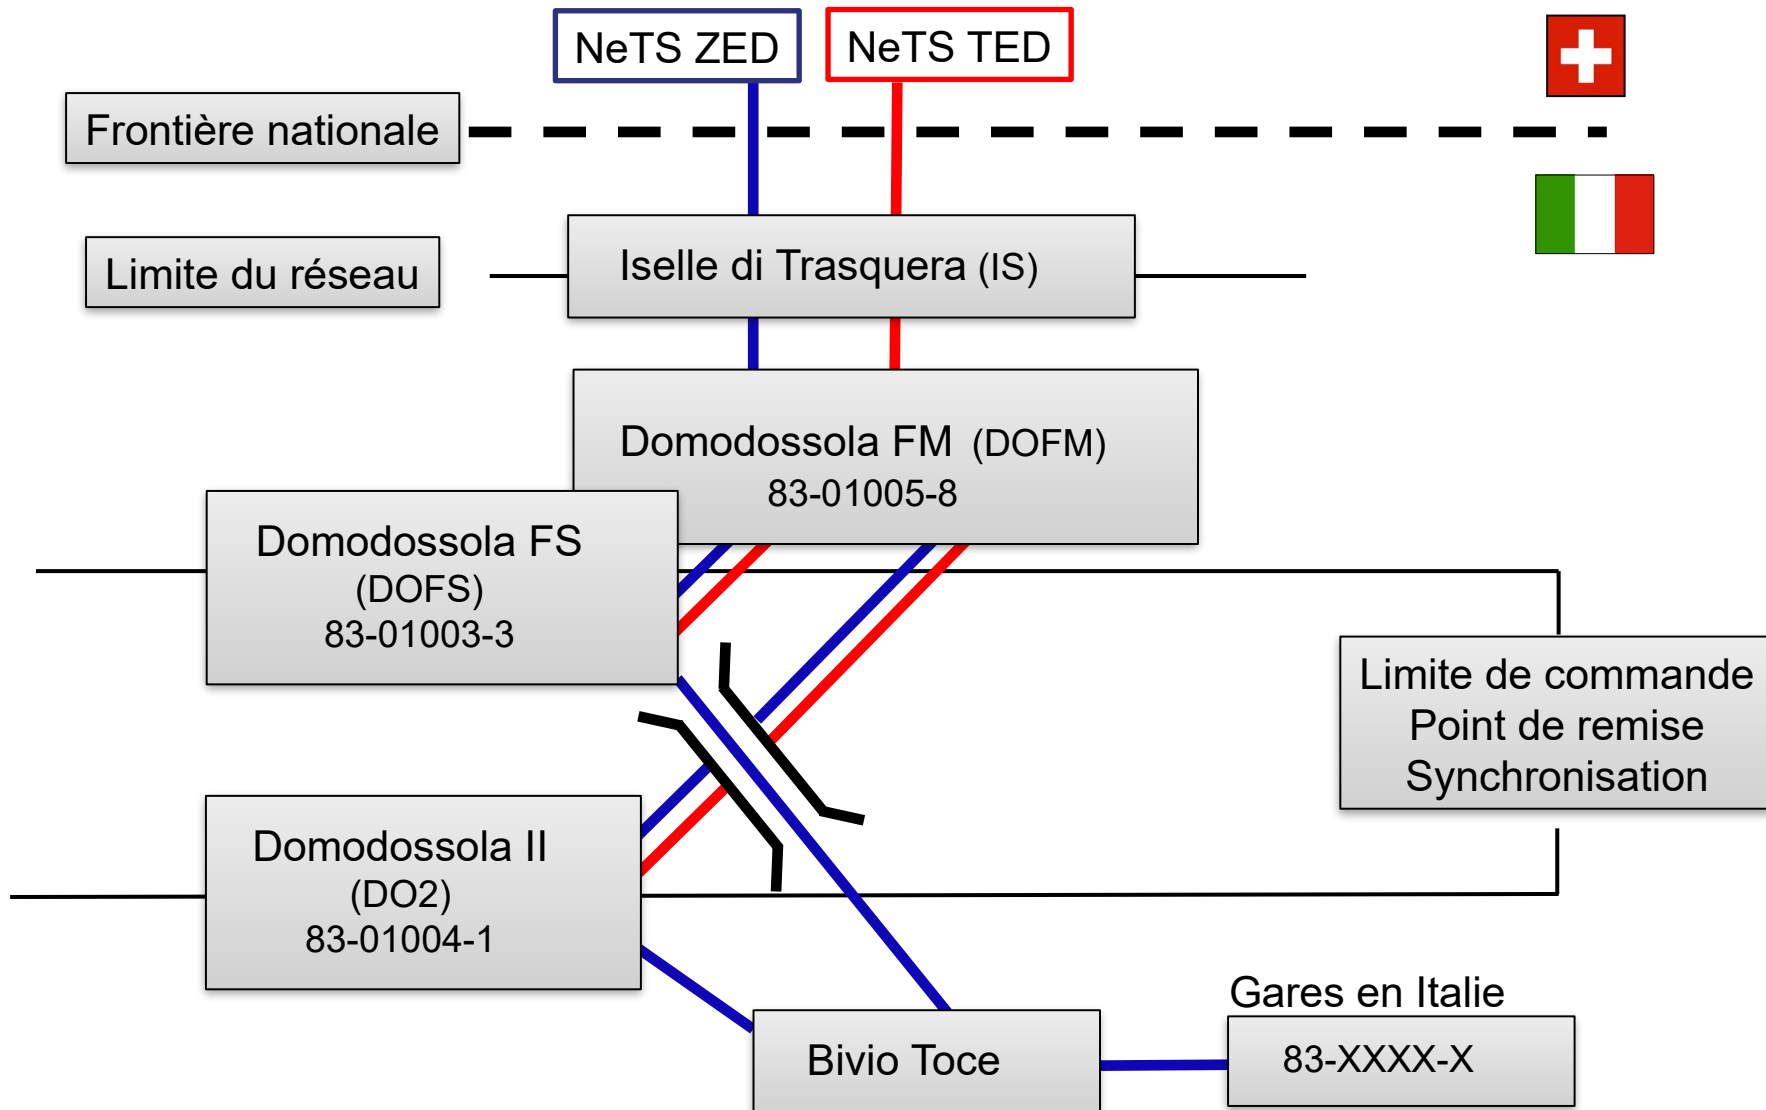 NeTS ZED
NeTS TED
Frontière nationale
Limite du réseau
Iselle di Trasquera (IS)
Domodossola FM (DOFM)
83-01005-8
Domodossola FS
(DOFS)
83-01003-3
Limite de commande
Point de remise
Synchronisation
Domodossola II
(DO2)
83-01004-1
Gares en Italie
Bivio Toce
83-XXXX-X